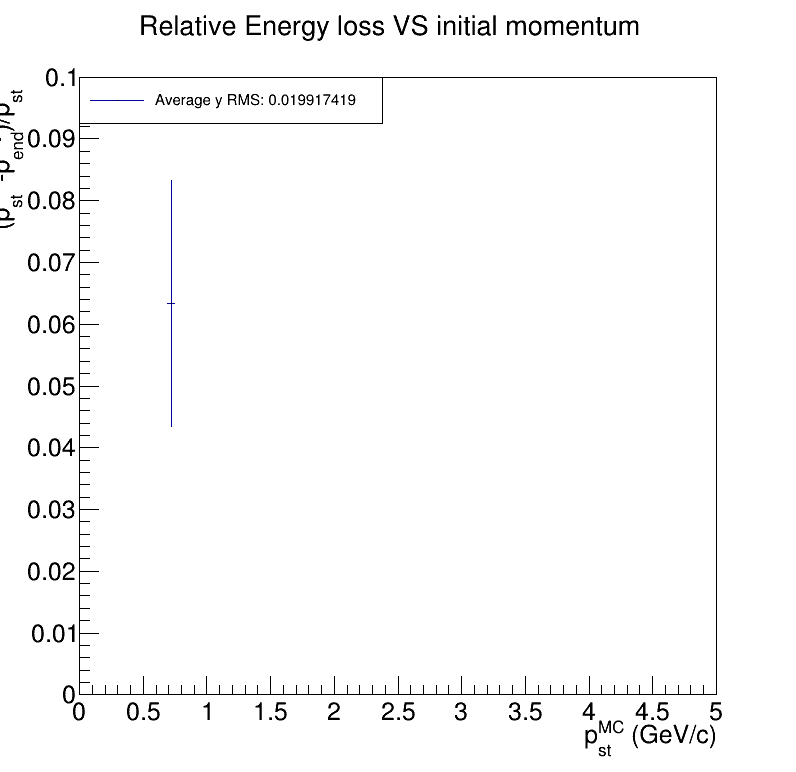 Relative Energy loss VS initial momentum
Average y RMS: 0.019917419
0.1
0.09
0.08
0.07
0.06
0.05
0.04
0.03
0.02
0.01
0
0 0.5 1 1.5 2 2.5 3 3.5 4 4.5 5
p_st^MC (GeV/c)